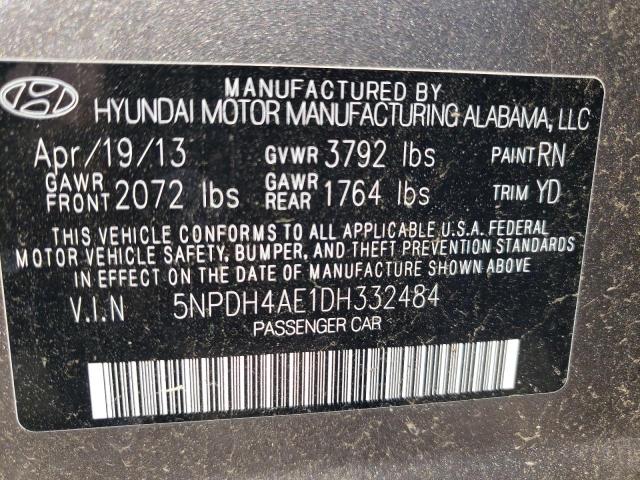 MANUFACTURED BY
HYUNDAI MOTOR MANUFACTURING ALABAMA, LLC
Apr/19/13 GVWR 3792 lbs PAINT RN
GAWR FRONT 2072 lbs GAWR REAR 1764 lbs TRIM YD
THIS VEHICLE CONFORMS TO ALL APPLICABLE U.S.A. FEDERAL
MOTOR VEHICLE SAFETY, BUMPER, AND THEFT PREVENTION STANDARDS
IN EFFECT ON THE DATE OF MANUFACTURE SHOWN ABOVE
V.I.N 5NPDH4AE1DH332484
PASSENGER CAR